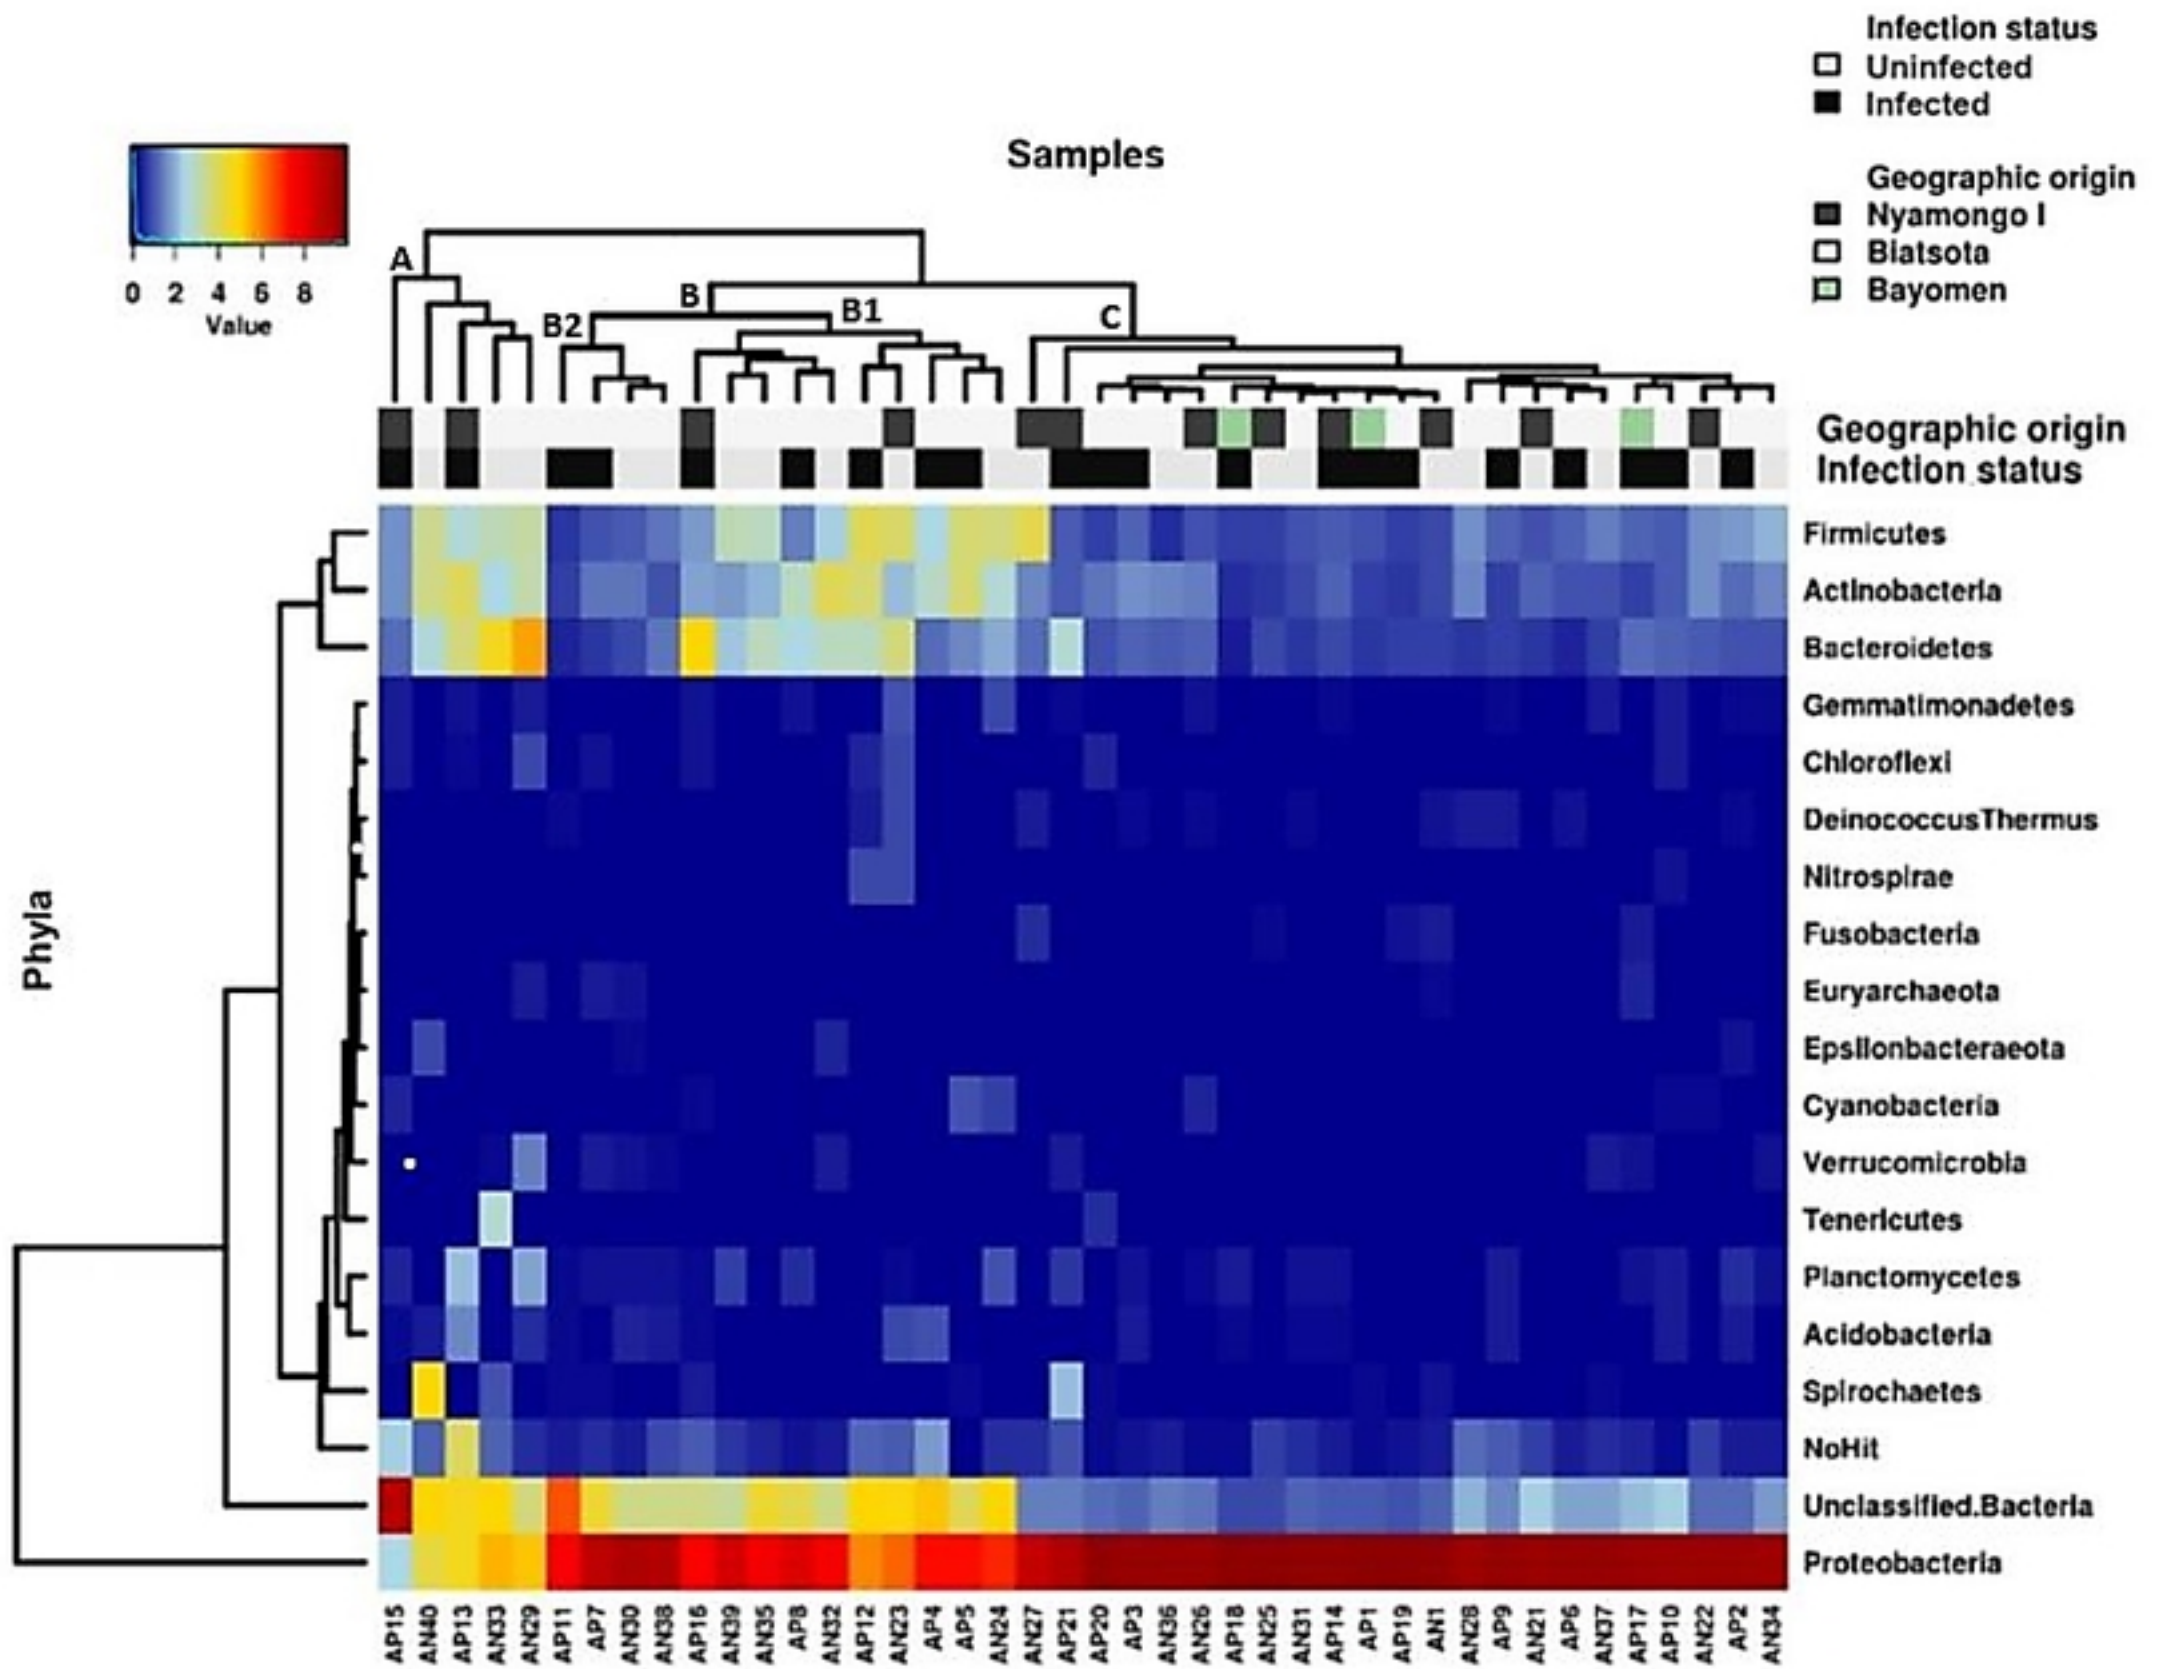 Infection status
Uninfected
Infected
Samples
Geographic origin
Nyamongo I
Biatsota
Bayomen
0 2 4 6 8
Value
A
B
B1
B2
C
Geographic origin
Infection status
Phyla
Firmicutes
Actinobacteria
Bacteroidetes
Gemmatimonadetes
Chloroflexi
DeinococcusThermus
Nitrospirae
Fusobacteria
Euryarchaeota
Epsilonbacteraeota
Cyanobacteria
Verrucomicrobia
Tenericutes
Planctomycetes
Acidobacteria
Spirochaetes
NoHit
Unclassified.Bacteria
Proteobacteria
AP15 AN40 AP13 AN33 AN29 AP11 AP7 AN30 AN38 AP16 AN39 AN35 AP8 AN32 AP12 AN23 AP4 AP5 AN24 AN27 AP21 AP20 AP3 AN36 AN26 AP18 AN25 AN31 AP14 AP1 AP19 AN1 AN28 AP9 AN21 AP6 AN37 AP17 AP10 AN22 AP2 AN34